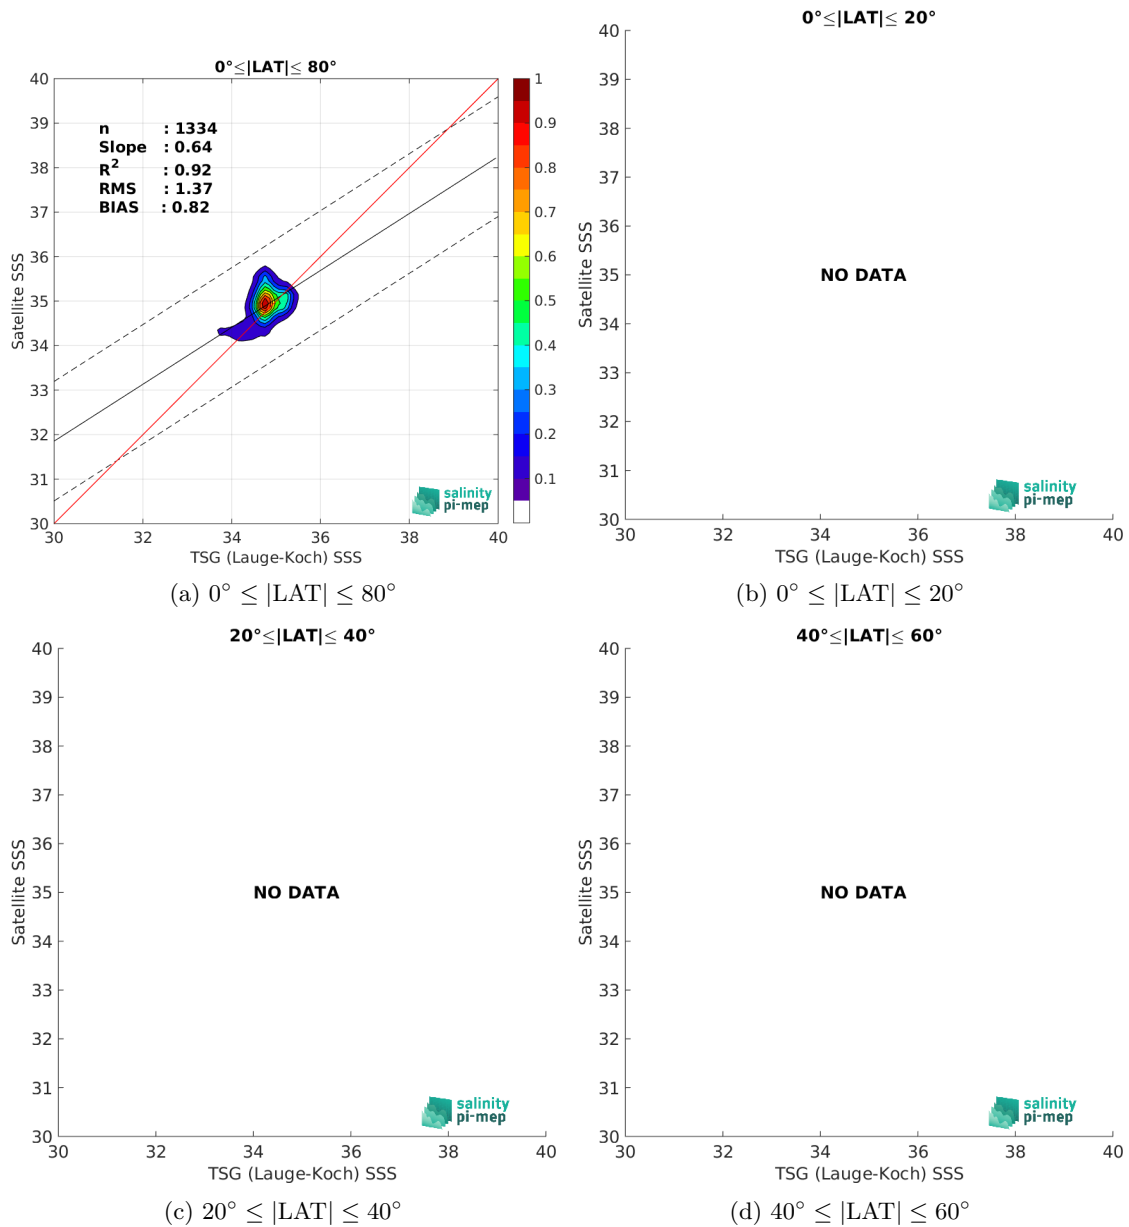 0°≤|LAT|≤ 80°
40
39
38
37
36
35
34
33
32
31
30
Satellite SSS
n : 1334
Slope : 0.64
R² : 0.92
RMS : 1.37
BIAS : 0.82
salinity
pi-mep
30 32 34 36 38 40
TSG (Lauge-Koch) SSS
1
0.9
0.8
0.7
0.6
0.5
0.4
0.3
0.2
0.1
(a) 0° ≤ |LAT| ≤ 80°
0°≤|LAT|≤ 20°
40
39
38
37
36
35
34
33
32
31
30
Satellite SSS
NO DATA
salinity
pi-mep
30 32 34 36 38 40
TSG (Lauge-Koch) SSS
(b) 0° ≤ |LAT| ≤ 20°
20°≤|LAT|≤ 40°
40
39
38
37
36
35
34
33
32
31
30
Satellite SSS
NO DATA
salinity
pi-mep
30 32 34 36 38 40
TSG (Lauge-Koch) SSS
(c) 20° ≤ |LAT| ≤ 40°
40°≤|LAT|≤ 60°
40
39
38
37
36
35
34
33
32
31
30
Satellite SSS
NO DATA
salinity
pi-mep
30 32 34 36 38 40
TSG (Lauge-Koch) SSS
(d) 40° ≤ |LAT| ≤ 60°